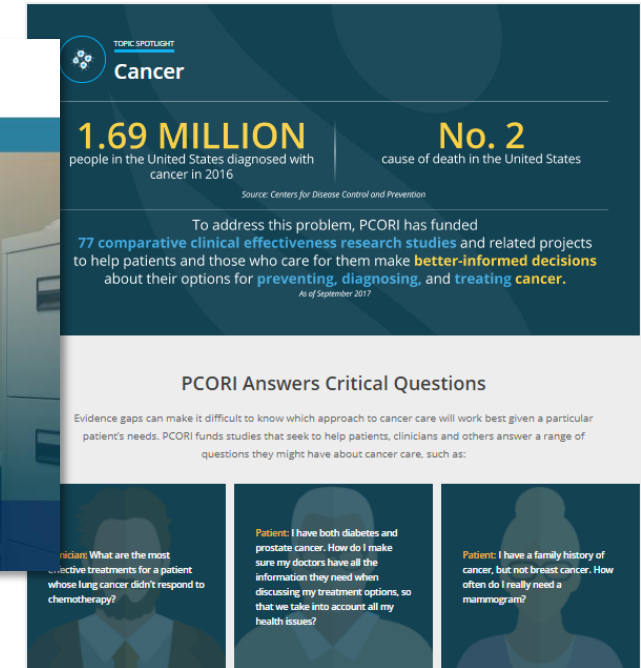 TOPIC SPOTLIGHT
Cancer
1.69 MILLION
people in the United States diagnosed with
cancer in 2016
No. 2
cause of death in the United States
Source: Centers for Disease Control and Prevention
To address this problem, PCORI has funded
77 comparative clinical effectiveness research studies and related projects
to help patients and those who care for them make better-informed decisions
about their options for preventing, diagnosing, and treating cancer.
As of September 2017
PCORI Answers Critical Questions
Evidence gaps can make it difficult to know which approach to cancer care will work best given a particular
patient's needs. PCORI funds studies that seek to help patients, clinicians and others answer a range of
questions they might have about cancer care, such as:
nician: What are the most
ective treatments for a patient
whose lung cancer didn't respond to
chemotherapy?
Patient: I have both diabetes and
prostate cancer. How do I make
sure my doctors have all the
information they need when
discussing my treatment options, so
that we take into account all my
health issues?
Patient: I have a family history of
cancer, but not breast cancer. How
often do I really need a
mammogram?